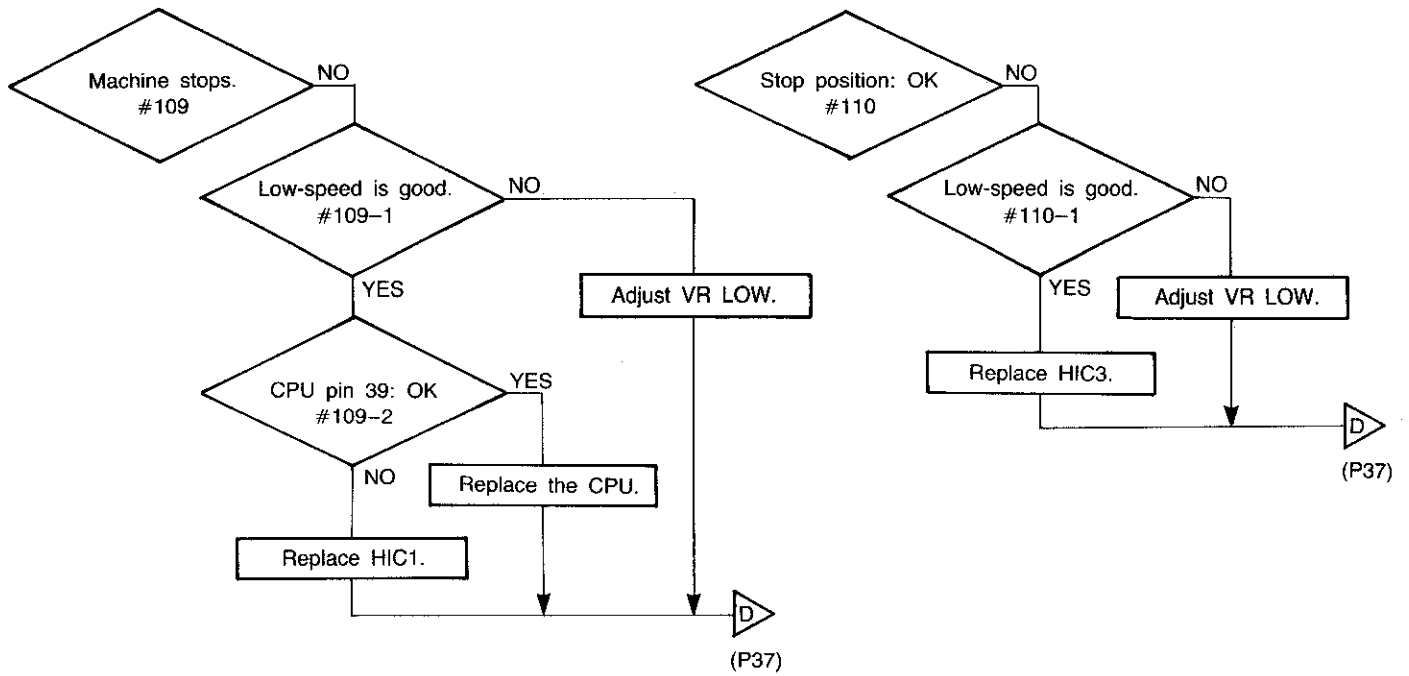 Machine stops.
#109
NO
Low-speed is good.
#109-1
NO
YES
Adjust VR LOW.
CPU pin 39: OK
#109-2
YES
NO
Replace the CPU.
Replace HIC1.
D
(P37)
Stop position: OK
#110
NO
Low-speed is good.
#110-1
NO
YES
Adjust VR LOW.
Replace HIC3.
D
(P37)